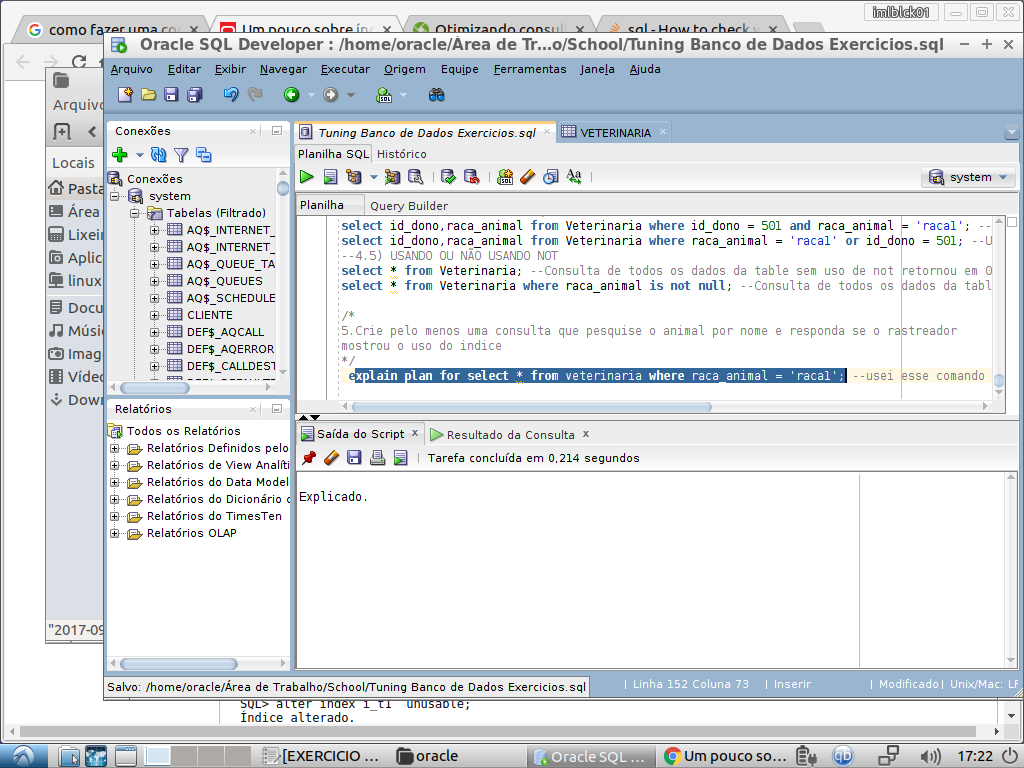 imlblck01
como fazer uma co
Um pouco sobre ín
Otimizando consul
sql - How to check v
Oracle SQL Developer : /home/oracle/Área de Tr...o/School/Tuning Banco de Dados Exercicios.sql
Arquivo Editar Exibir Navegar Executar Origem Equipe Ferramentas Janela Ajuda
Arquivo
Locais
Pasta
Área
Lixeir
Aplica
linux
Docu
Músi
Imag
Vídeo
Down
"2017-09
Conexões
Conexões
system
Tabelas (Filtrado)
AQ$_INTERNET_
AQ$_INTERNET_
AQ$_QUEUE_TA
AQ$_QUEUES
AQ$_SCHEDULE
CLIENTE
DEF$_AQCALL
DEF$_AQERROR
DEF$_CALLDEST
Relatórios
Todos os Relatórios
Relatórios Definidos pelo
Relatórios de View Analíti
Relatórios do Data Model
Relatórios do Dicionário d
Relatórios do TimesTen
Relatórios OLAP
Tuning Banco de Dados Exercicios.sql
VETERINARIA
Planilha SQL Histórico
system
Planilha Query Builder
select id_dono,raca_animal from Veterinaria where id_dono = 501 and raca_animal = 'raca1'; --
select id_dono,raca_animal from Veterinaria where raca_animal = 'raca1' or id_dono = 501; --U
--4.5) USANDO OU NÃO USANDO NOT
select * from Veterinaria; --Consulta de todos os dados da table sem uso de not retornou em 0
select * from Veterinaria where raca_animal is not null; --Consulta de todos os dados da tabl
/*
5.Crie pelo menos uma consulta que pesquise o animal por nome e responda se o rastreador
mostrou o uso do indice
*/
explain plan for select * from veterinaria where raca_animal = 'raca1'; --usei esse comando
Saída do Script
Resultado da Consulta
Tarefa concluída em 0,214 segundos
Explicado.
Salvo: /home/oracle/Área de Trabalho/School/Tuning Banco de Dados Exercicios.sql
| Linha 152 Coluna 73 | Inserir | Modificado| Unix/Mac: LF
SQL> alter index i_t1 unusable;
Índice alterado.
[EXERCICIO ...
oracle
Oracle SQL ...
Um pouco so...
qb
17:22